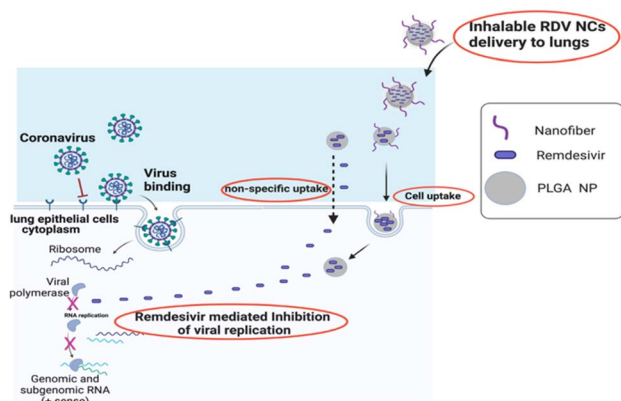 Inhalable RDV NCs
delivery to lungs
Coronavirus
Virus
binding
non-specific uptake
Cell uptake
Nanofiber
Remdesivir
PLGA NP
lung epithelial cells
cytoplasm
Ribosome
Viral
polymerase
RNA replication
Remdesivir mediated Inhibition
of viral replication
Genomic and
subgenomic RNA
(+ sense)